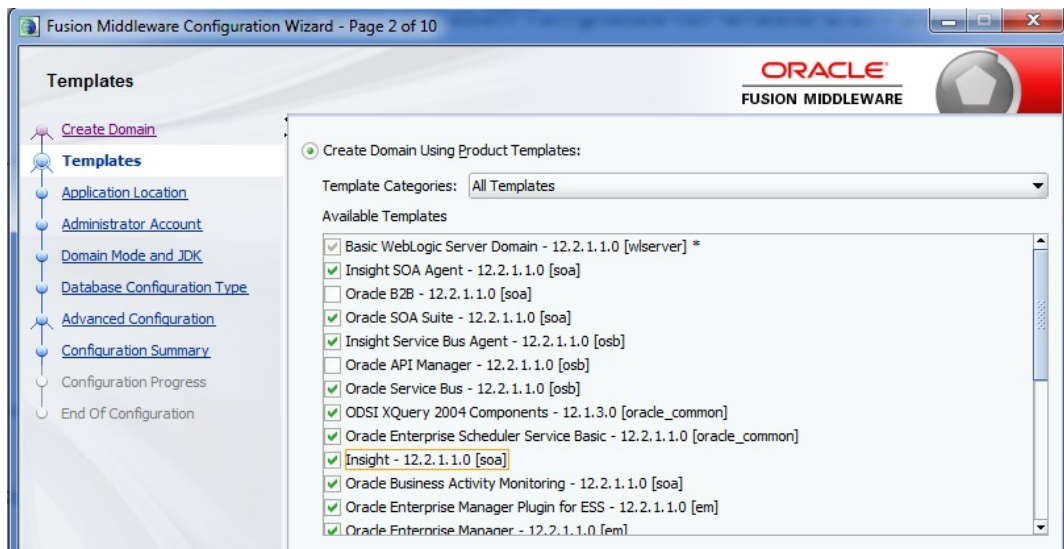 Fusion Middleware Configuration Wizard - Page 2 of 10
Templates
ORACLE
FUSION MIDDLEWARE
Create Domain
Templates
Application Location
Administrator Account
Domain Mode and JDK
Database Configuration Type
Advanced Configuration
Configuration Summary
Configuration Progress
End Of Configuration
Create Domain Using Product Templates:
Template Categories: All Templates
Available Templates
Basic WebLogic Server Domain - 12.2.1.1.0 [wlserver] *
Insight SOA Agent - 12.2.1.1.0 [soa]
Oracle B2B - 12.2.1.1.0 [soa]
Oracle SOA Suite - 12.2.1.1.0 [soa]
Insight Service Bus Agent - 12.2.1.1.0 [osb]
Oracle API Manager - 12.2.1.1.0 [osb]
Oracle Service Bus - 12.2.1.1.0 [osb]
ODSI XQuery 2004 Components - 12.1.3.0 [oracle_common]
Oracle Enterprise Scheduler Service Basic - 12.2.1.1.0 [oracle_common]
Insight - 12.2.1.1.0 [soa]
Oracle Business Activity Monitoring - 12.2.1.1.0 [soa]
Oracle Enterprise Manager Plugin for ESS - 12.2.1.1.0 [em]
Oracle Enterprise Manager - 12.2.1.1.0 [em]